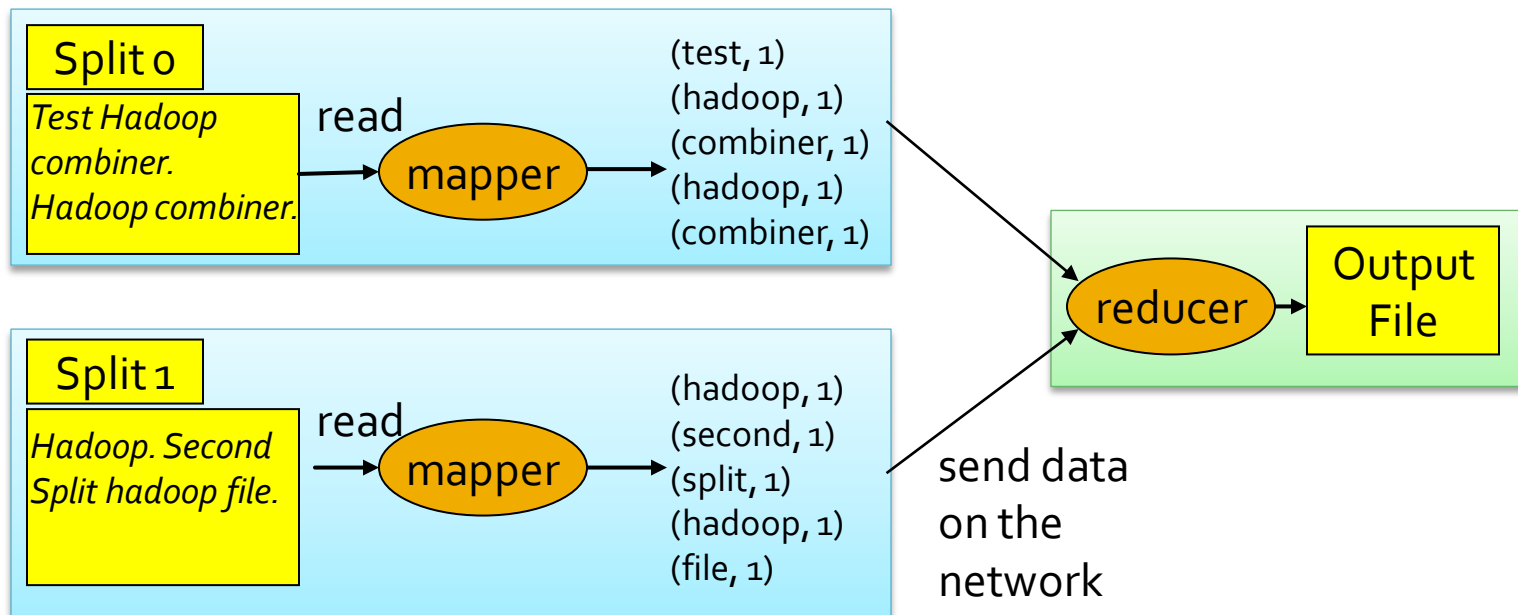 Split 0
Test Hadoop
combiner.
Hadoop combiner.
read
mapper
(test, 1)
(hadoop, 1)
(combiner, 1)
(hadoop, 1)
(combiner, 1)
Split 1
Hadoop. Second
Split hadoop file.
read
mapper
(hadoop, 1)
(second, 1)
(split, 1)
(hadoop, 1)
(file, 1)
send data
on the
network
reducer
Output
File